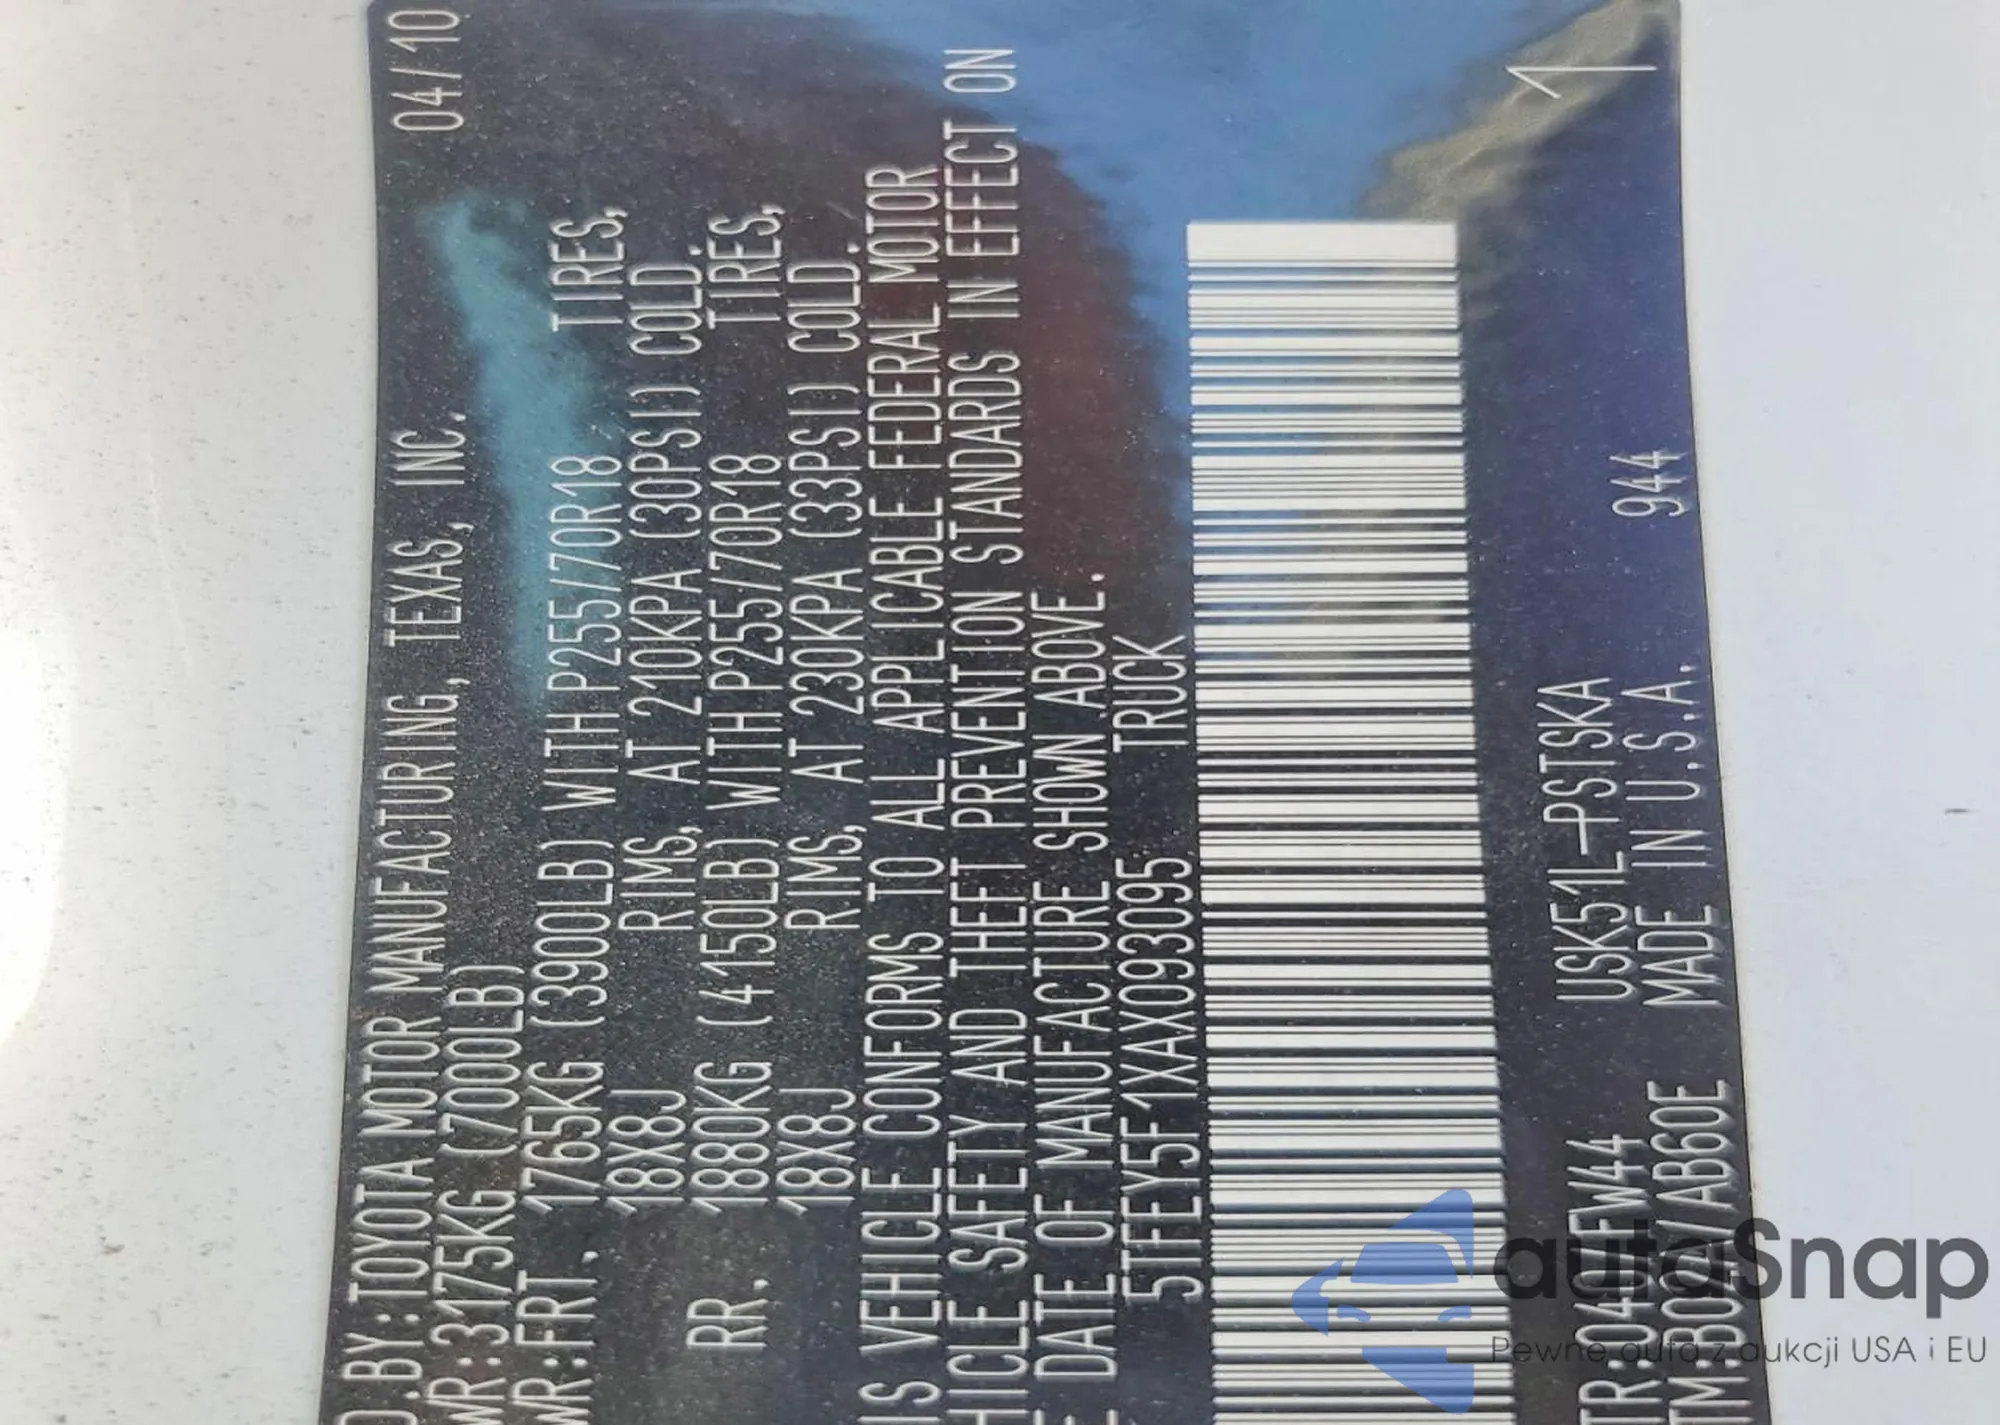 D.BY:TOYOTA MOTOR MANUFACTURING, TEXAS, INC. 04/10
WR:3175KG (7000LB)
WR:FRT. 1765KG (3900LB) WITH P255/70R18 TIRES,
18X8J RIMS, AT 210KPA (30PSI) COLD.
RR. 1880KG (4150LB) WITH P255/70R18 TIRES,
18X8J RIMS, AT 230KPA (33PSI) COLD.
IS VEHICLE CONFORMS TO ALL APPLICABLE FEDERAL MOTOR
HICLE SAFETY AND THEFT PREVENTION STANDARDS IN EFFECT ON
E DATE OF MANUFACTURE SHOWN ABOVE.
5TFEY5F1XAX093095 TRUCK
1
TR:040/FW44 USK51L-PSTSKA
TM:B02/AB60E MADE IN U.S.A. 944
autoSnap
Pewne auta z aukcji USA i EU